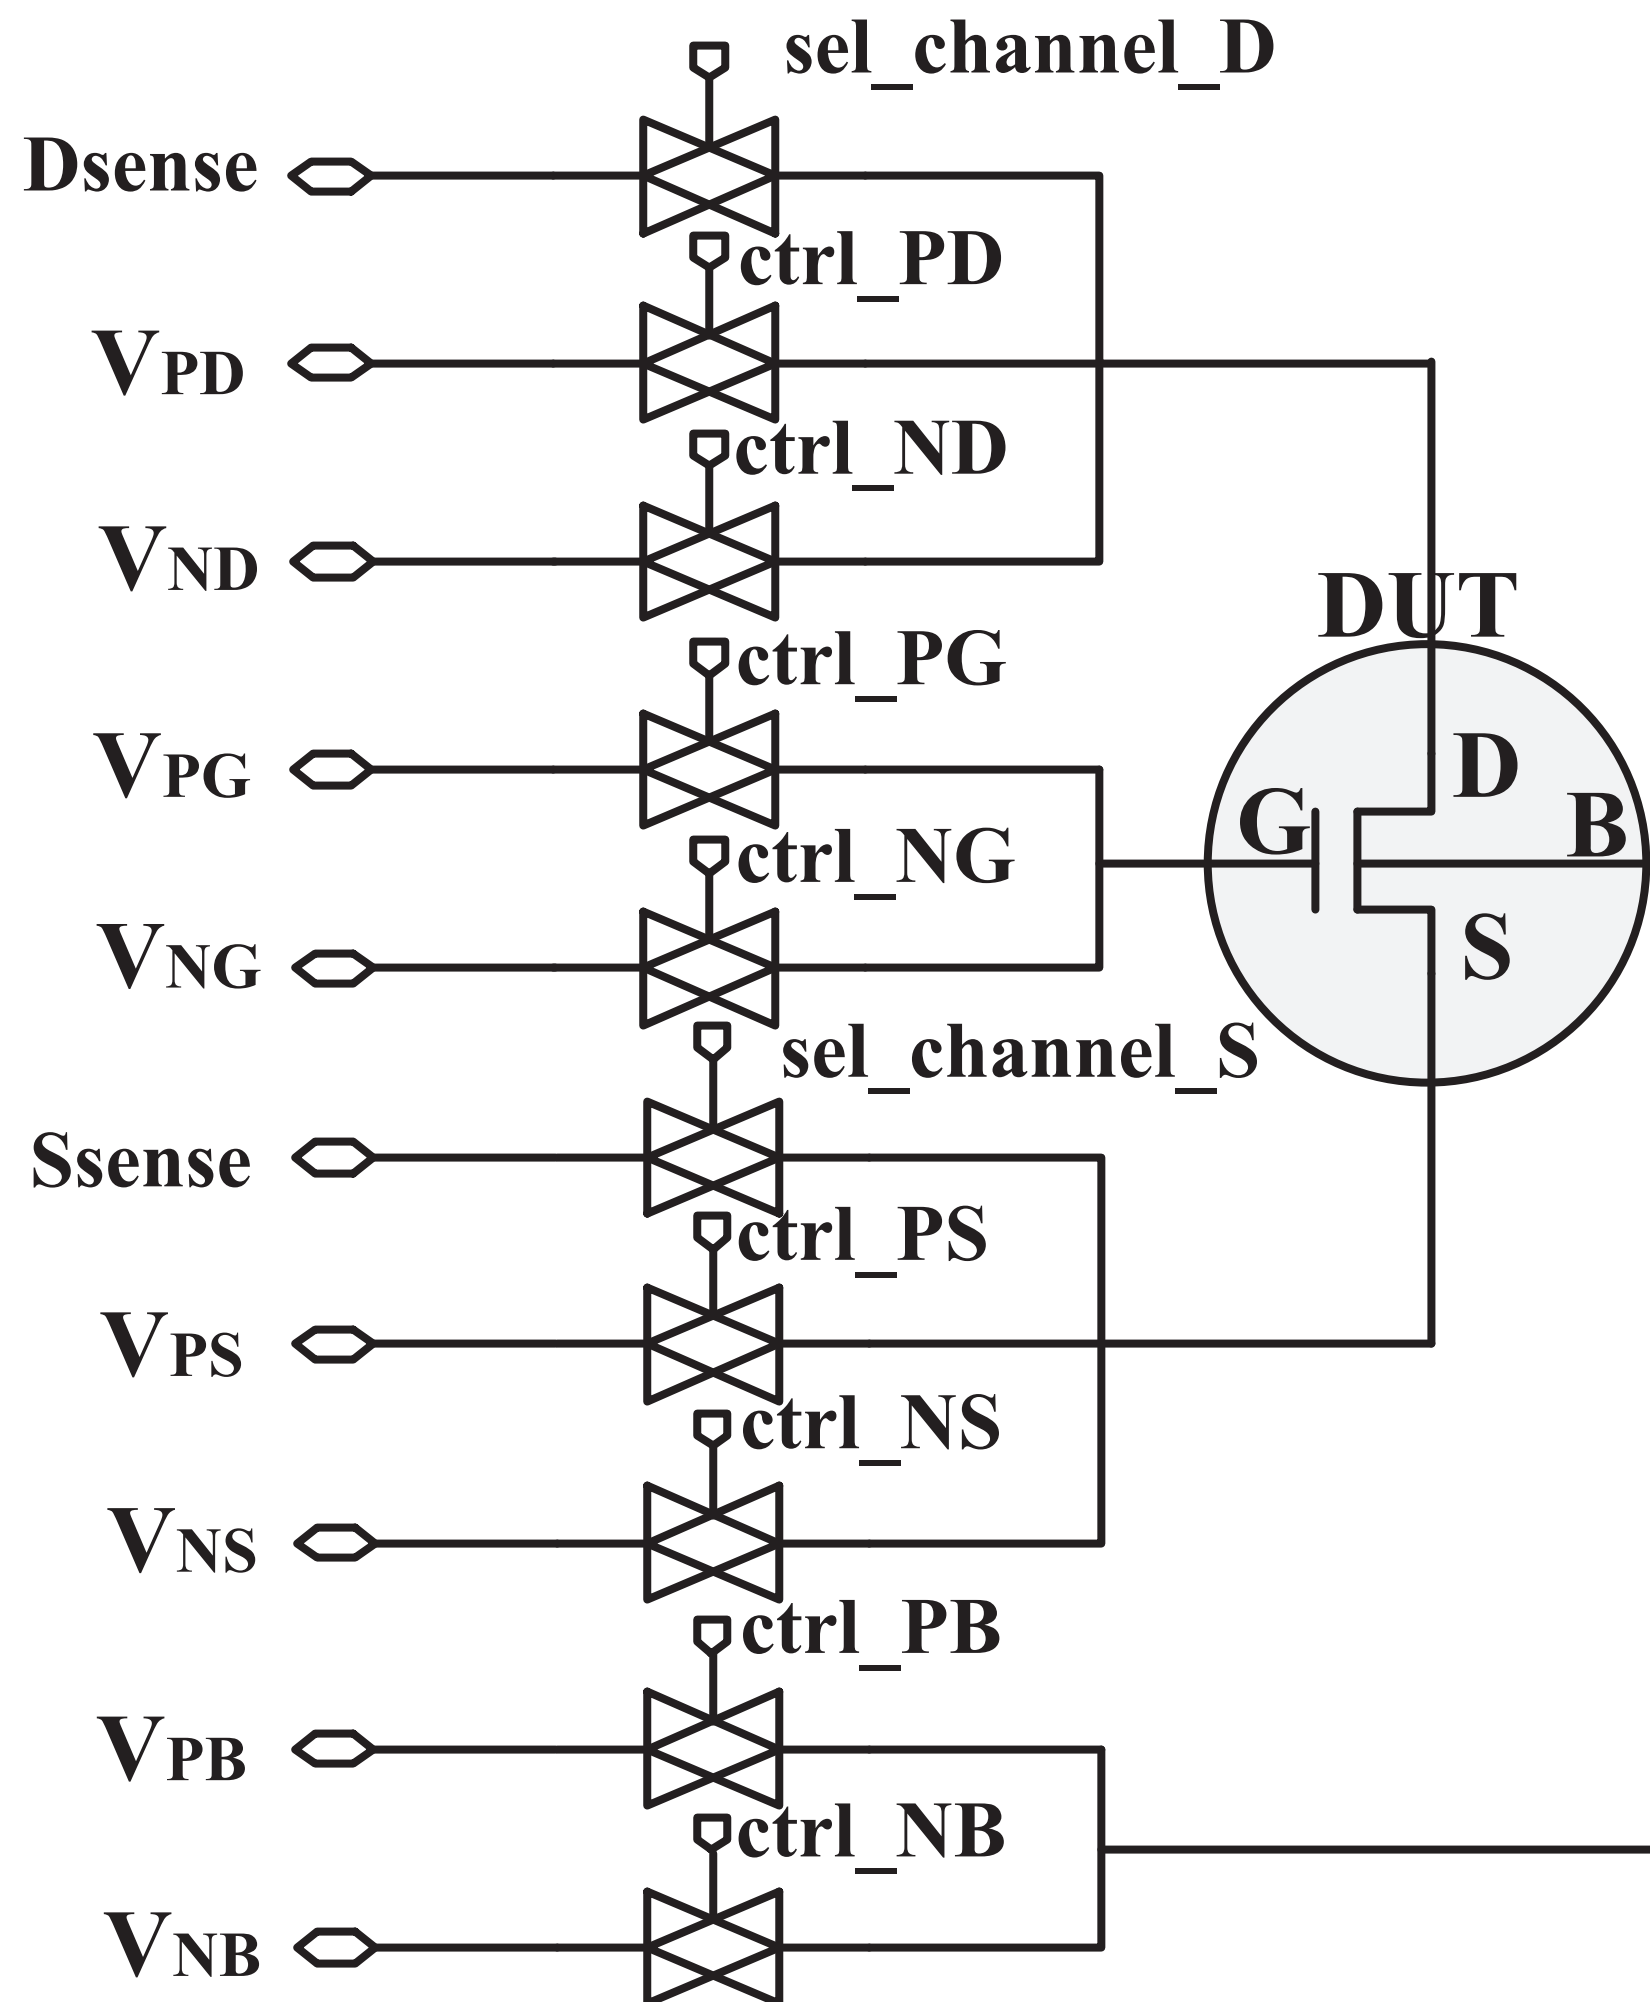 sel_channel_D
Dsense
ctrl_PD
VPD
ctrl_ND
VND
DUT
ctrl_PG
VPG
D
G
B
ctrl_NG
VNG
S
sel_channel_S
Ssense
ctrl_PS
VPS
ctrl_NS
VNS
ctrl_PB
VPB
ctrl_NB
VNB